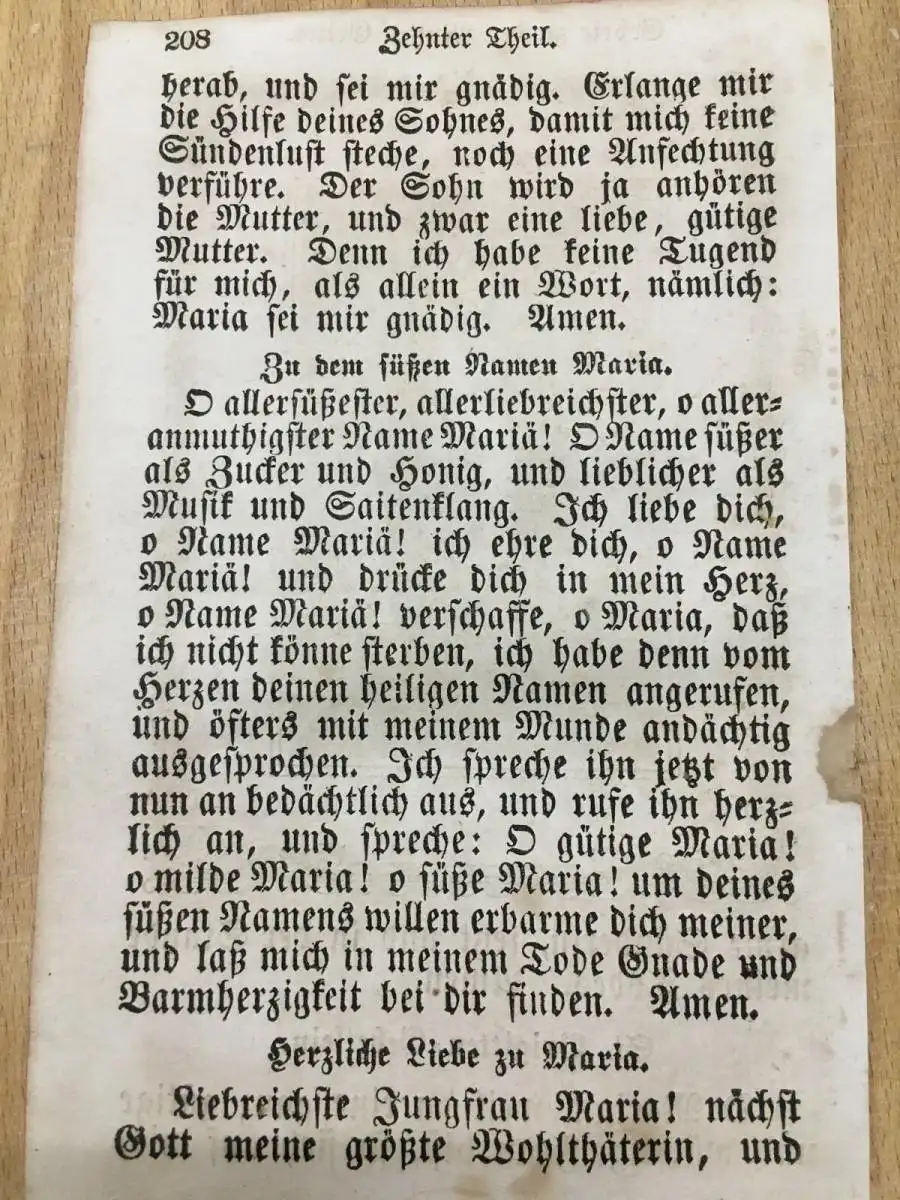 208 Zehnter Theil.
herab, und sei mir gnädig. Erlange mir
die Hilfe deines Sohnes, damit mich keine
Sündenlust steche, noch eine Anfechtung
verführe. Der Sohn wird ja anhören
die Mutter, und zwar eine liebe, gütige
Mutter. Denn ich habe keine Tugend
für mich, als allein ein Wort, nämlich:
Maria sei mir gnädig. Amen.
Zu dem süßen Namen Maria.
O allersüßester, allerliebreichster, o aller-
anmuthigster Name Mariä! O Name süßer
als Zucker und Honig, und lieblicher als
Musik und Saitenklang. Ich liebe dich,
o Name Mariä! ich ehre dich, o Name
Mariä! und drücke dich in mein Herz,
o Name Mariä! verschaffe, o Maria, daß
ich nicht könne sterben, ich habe denn vom
Herzen deinen heiligen Namen angerufen,
und öfters mit meinem Munde andächtig
ausgesprochen. Ich spreche ihn jetzt von
nun an bedächtlich aus, und rufe ihn herz-
lich an, und spreche: O gütige Maria!
o milde Maria! o süße Maria! um deines
süßen Namens willen erbarme dich meiner,
und laß mich in meinem Tode Gnade und
Barmherzigkeit bei dir finden. Amen.
Herzliche Liebe zu Maria.
Liebreichste Jungfrau Maria! nächst
Gott meine größte Wohlthäterin, und